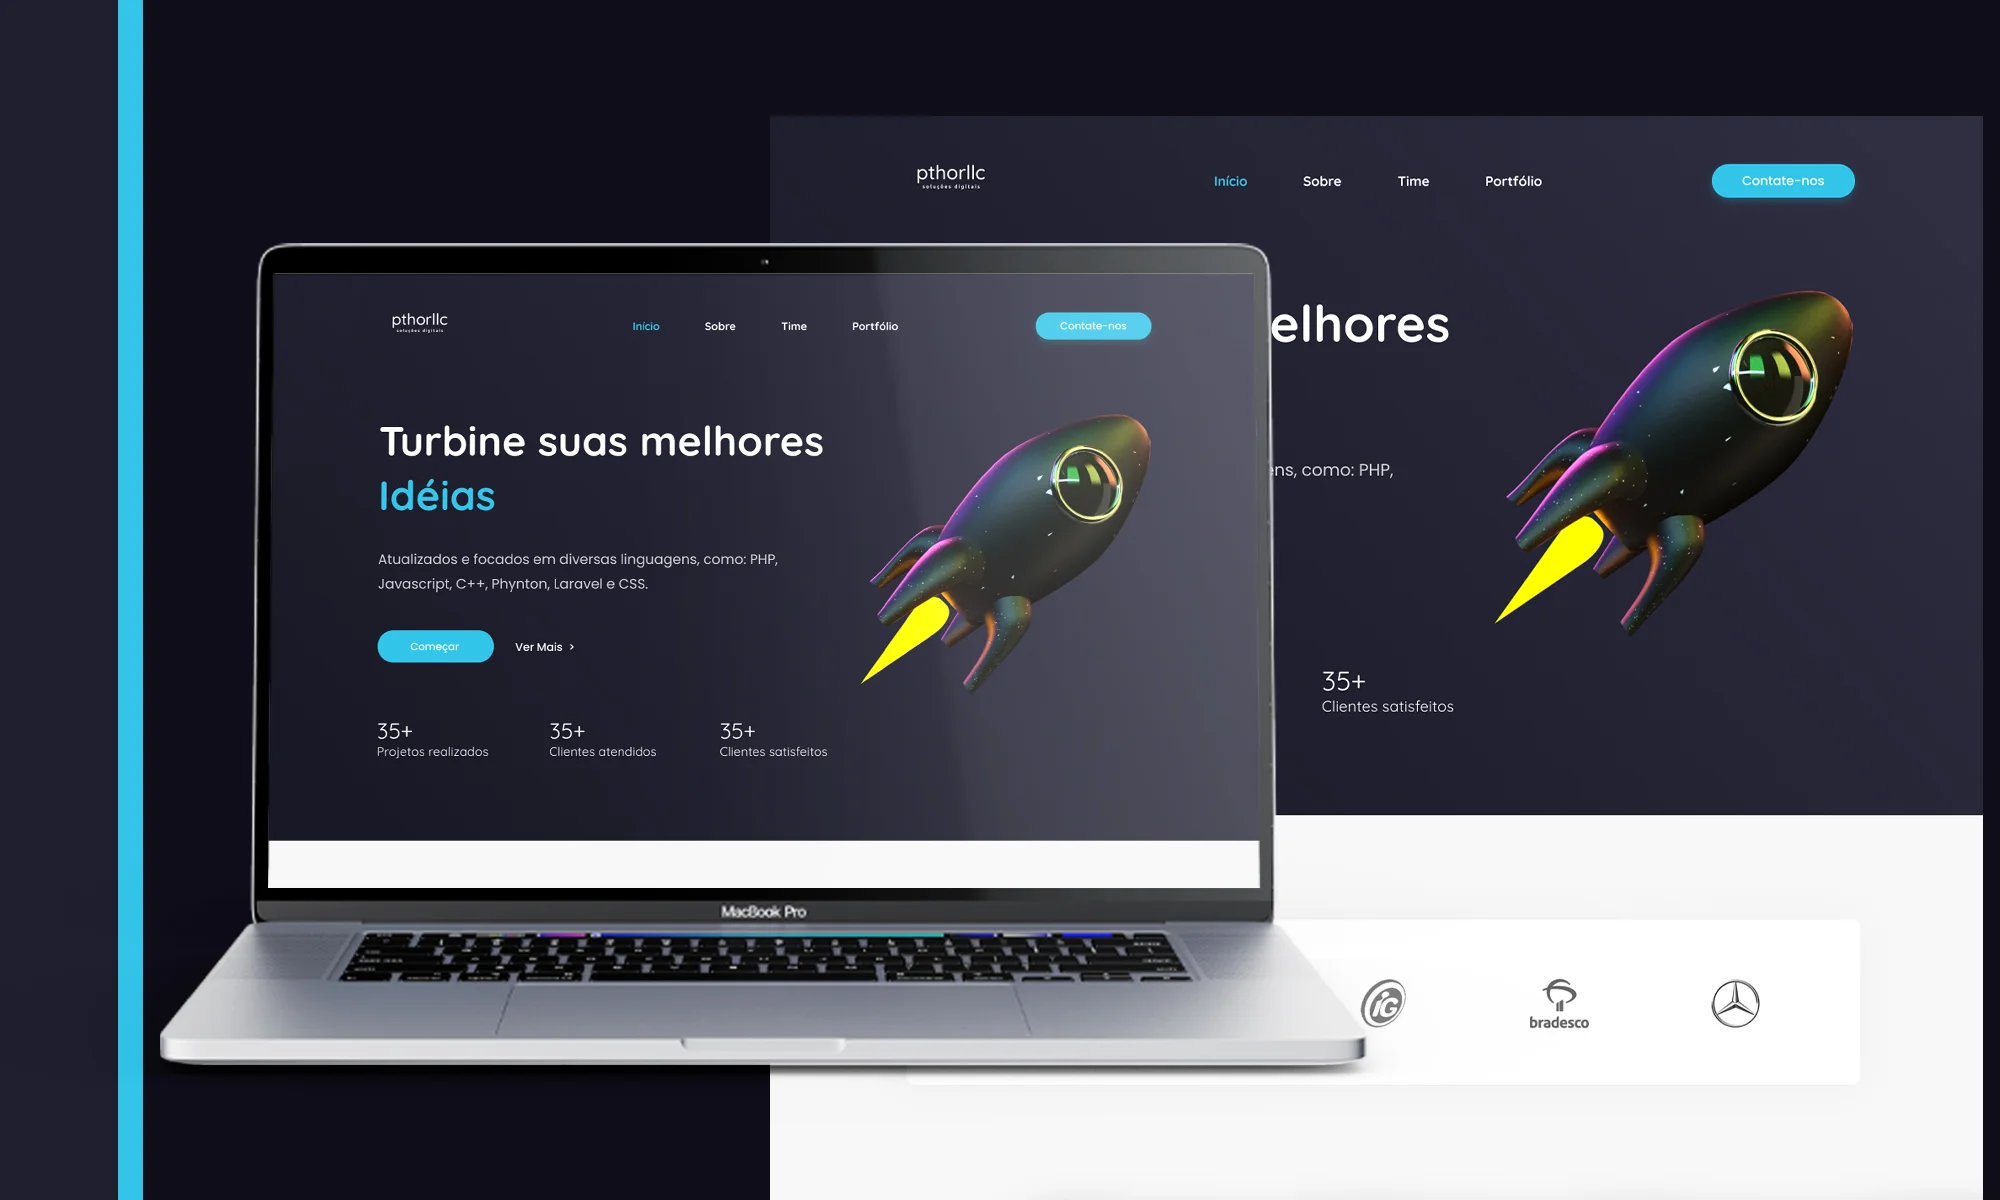 pthorllc
soluções digitais
Início
Sobre
Time
Portfólio
Contate-nos
elhores
ns, como: PHP,
35+
Clientes satisfeitos
iG
bradesco
pthorllc
soluções digitais
Início
Sobre
Time
Portfólio
Contate-nos
Turbine suas melhores
Idéias
Atualizados e focados em diversas linguagens, como: PHP,
Javascript, C++, Phynton, Laravel e CSS.
Começar
Ver Mais >
35+
Projetos realizados
35+
Clientes atendidos
35+
Clientes satisfeitos
MacBook Pro